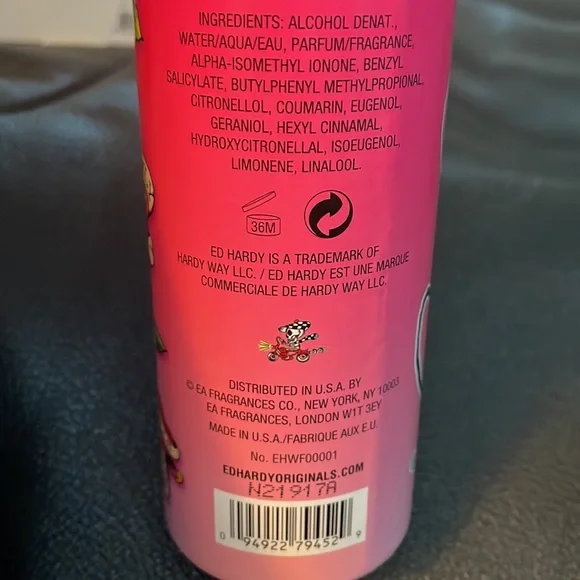 INGREDIENTS: ALCOHOL DENAT.,
WATER/AQUA/EAU, PARFUM/FRAGRANCE,
ALPHA-ISOMETHYL IONONE, BENZYL
SALICYLATE, BUTYLPHENYL METHYLPROPIONAL,
CITRONELLOL, COUMARIN, EUGENOL,
GERANIOL, HEXYL CINNAMAL,
HYDROXYCITRONELLAL, ISOEUGENOL,
LIMONENE, LINALOOL.
36M
ED HARDY IS A TRADEMARK OF
HARDY WAY LLC. / ED HARDY EST UNE MARQUE
COMMERCIALE DE HARDY WAY LLC.
DISTRIBUTED IN U.S.A. BY
© EA FRAGRANCES CO., NEW YORK, NY 10003
EA FRAGRANCES, LONDON W1T 3EY
MADE IN U.S.A./FABRIQUE AUX E.U.
No. EHWF00001
EDHARDYORIGINALS.COM
N21917A
0 94922 79452 9